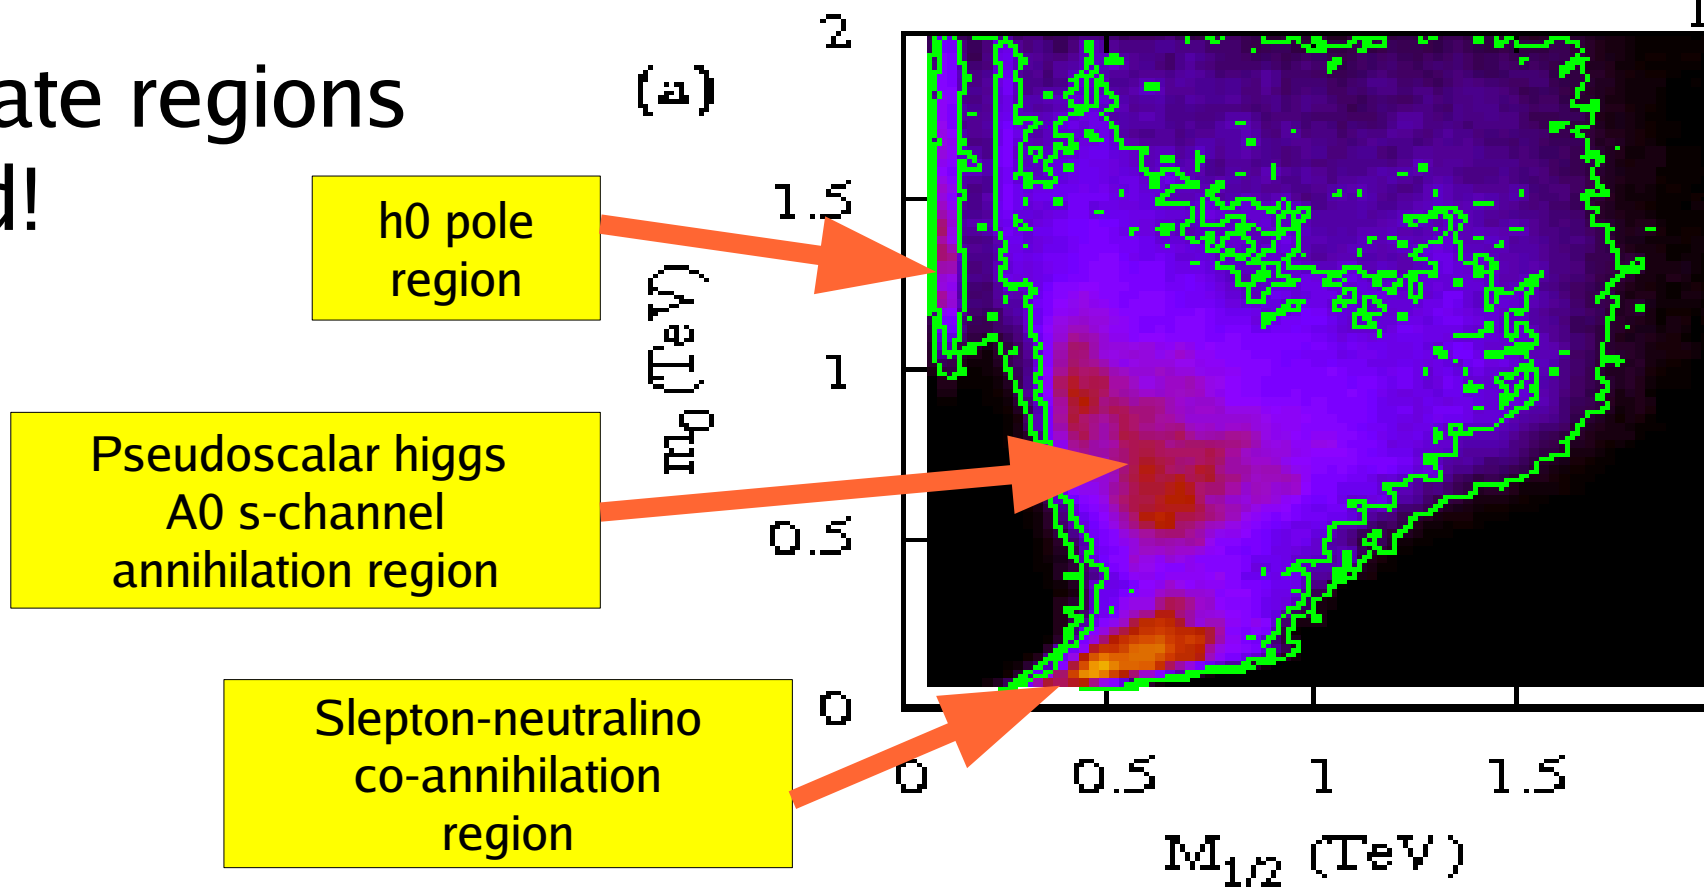 ate regions
d!
h0 pole
region
Pseudoscalar higgs
A0 s-channel
annihilation region
Slepton-neutralino
co-annihilation
region
(a)
2
1.5
1
0.5
0
m0 (TeV)
0
0.5
1
1.5
M1/2 (TeV)